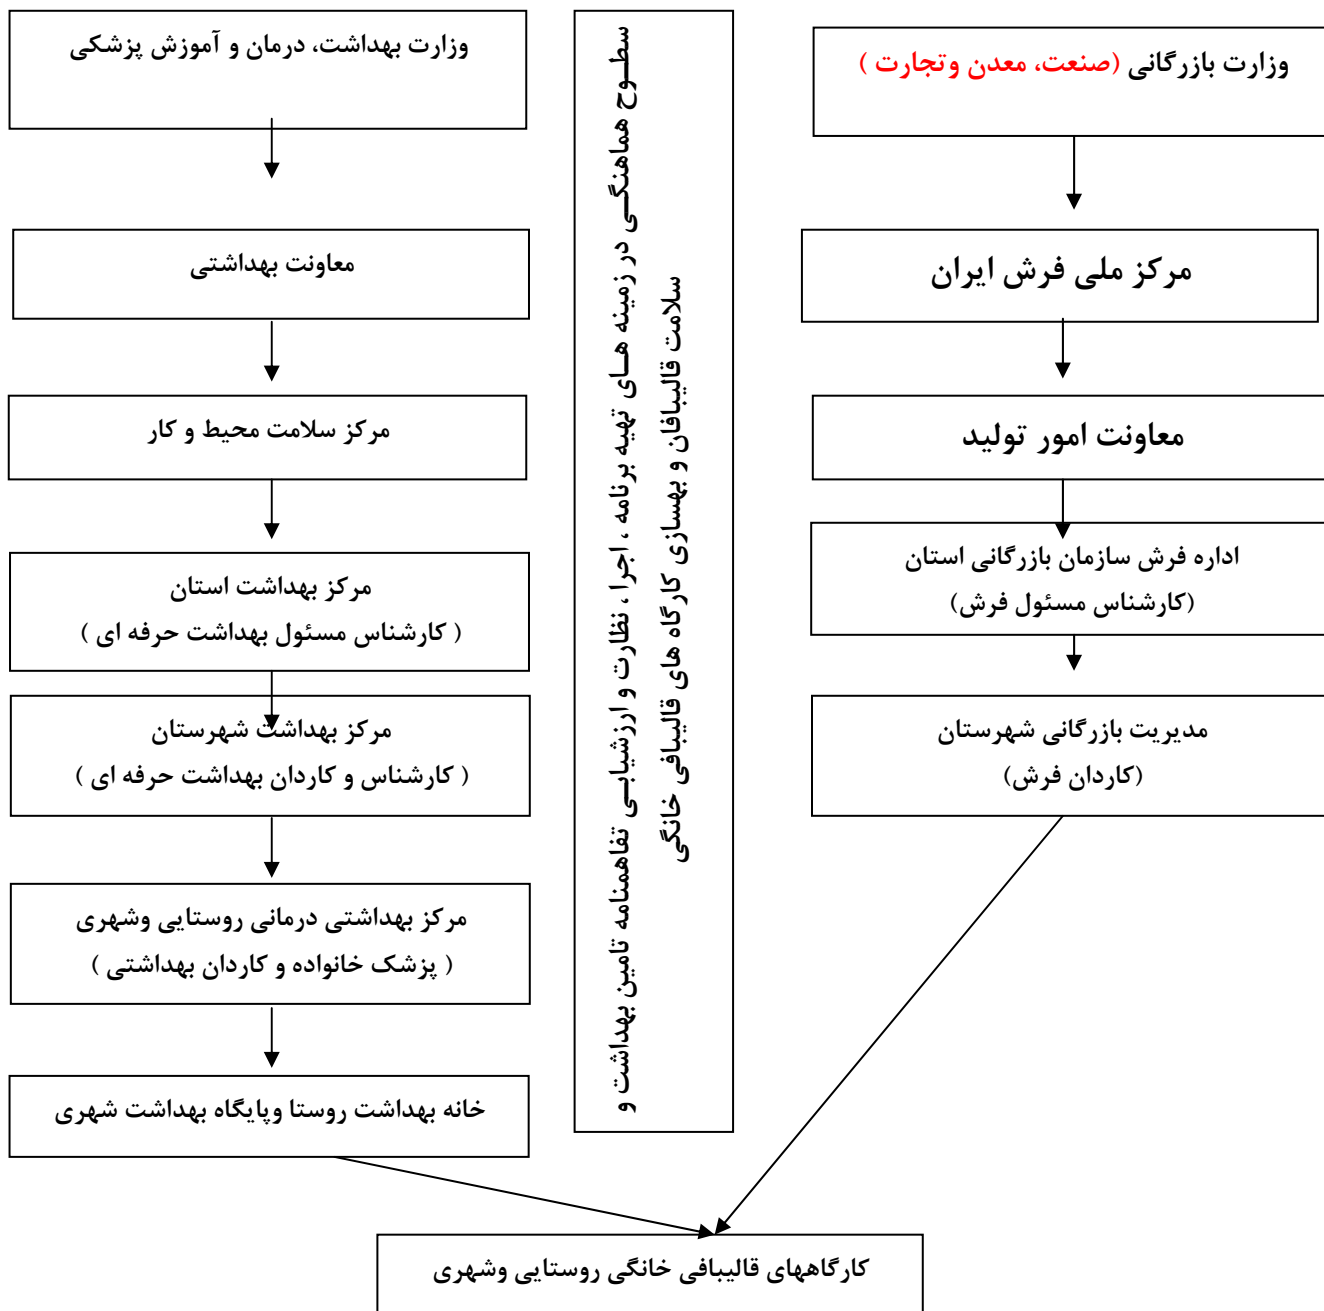 وزارت بازرگانی (صنعت، معدن وتجارت )
مرکز ملی فرش ایران
معاونت امور تولید
اداره فرش سازمان بازرگانی استان
(کارشناس مسئول فرش)
مدیریت بازرگانی شهرستان
(کاردان فرش)
سطوح هماهنگی در زمینه های تهیه برنامه ، اجرا ، نظارت و ارزشیابی تفاهمنامه تامین بهداشت و
سلامت قالیبافان و بهسازی کارگاه های قالیبافی خانگی
وزارت بهداشت، درمان و آموزش پزشکی
معاونت بهداشتی
مرکز سلامت محیط و کار
مرکز بهداشت استان
( کارشناس مسئول بهداشت حرفه ای )
مرکز بهداشت شهرستان
( کارشناس و کاردان بهداشت حرفه ای )
مرکز بهداشتی درمانی روستایی وشهری
( پزشک خانواده و کاردان بهداشتی )
خانه بهداشت روستا وپایگاه بهداشت شهری
کارگاههای قالیبافی خانگی روستایی وشهری